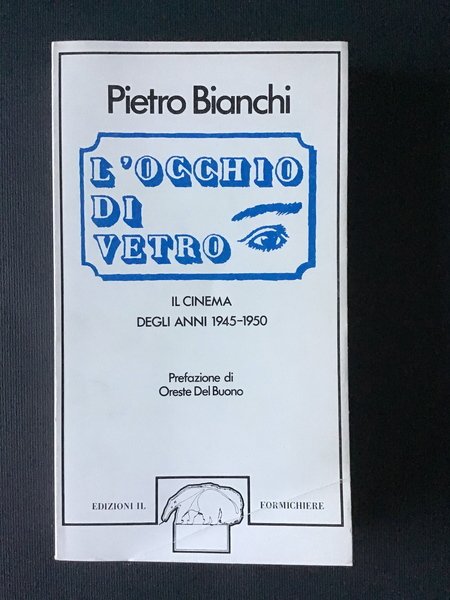 Pietro Bianchi
L'OCCHIO
DI
VETRO
IL CINEMA
DEGLI ANNI 1945-1950
Prefazione di
Oreste Del Buono
EDIZIONI IL FORMICHIERE